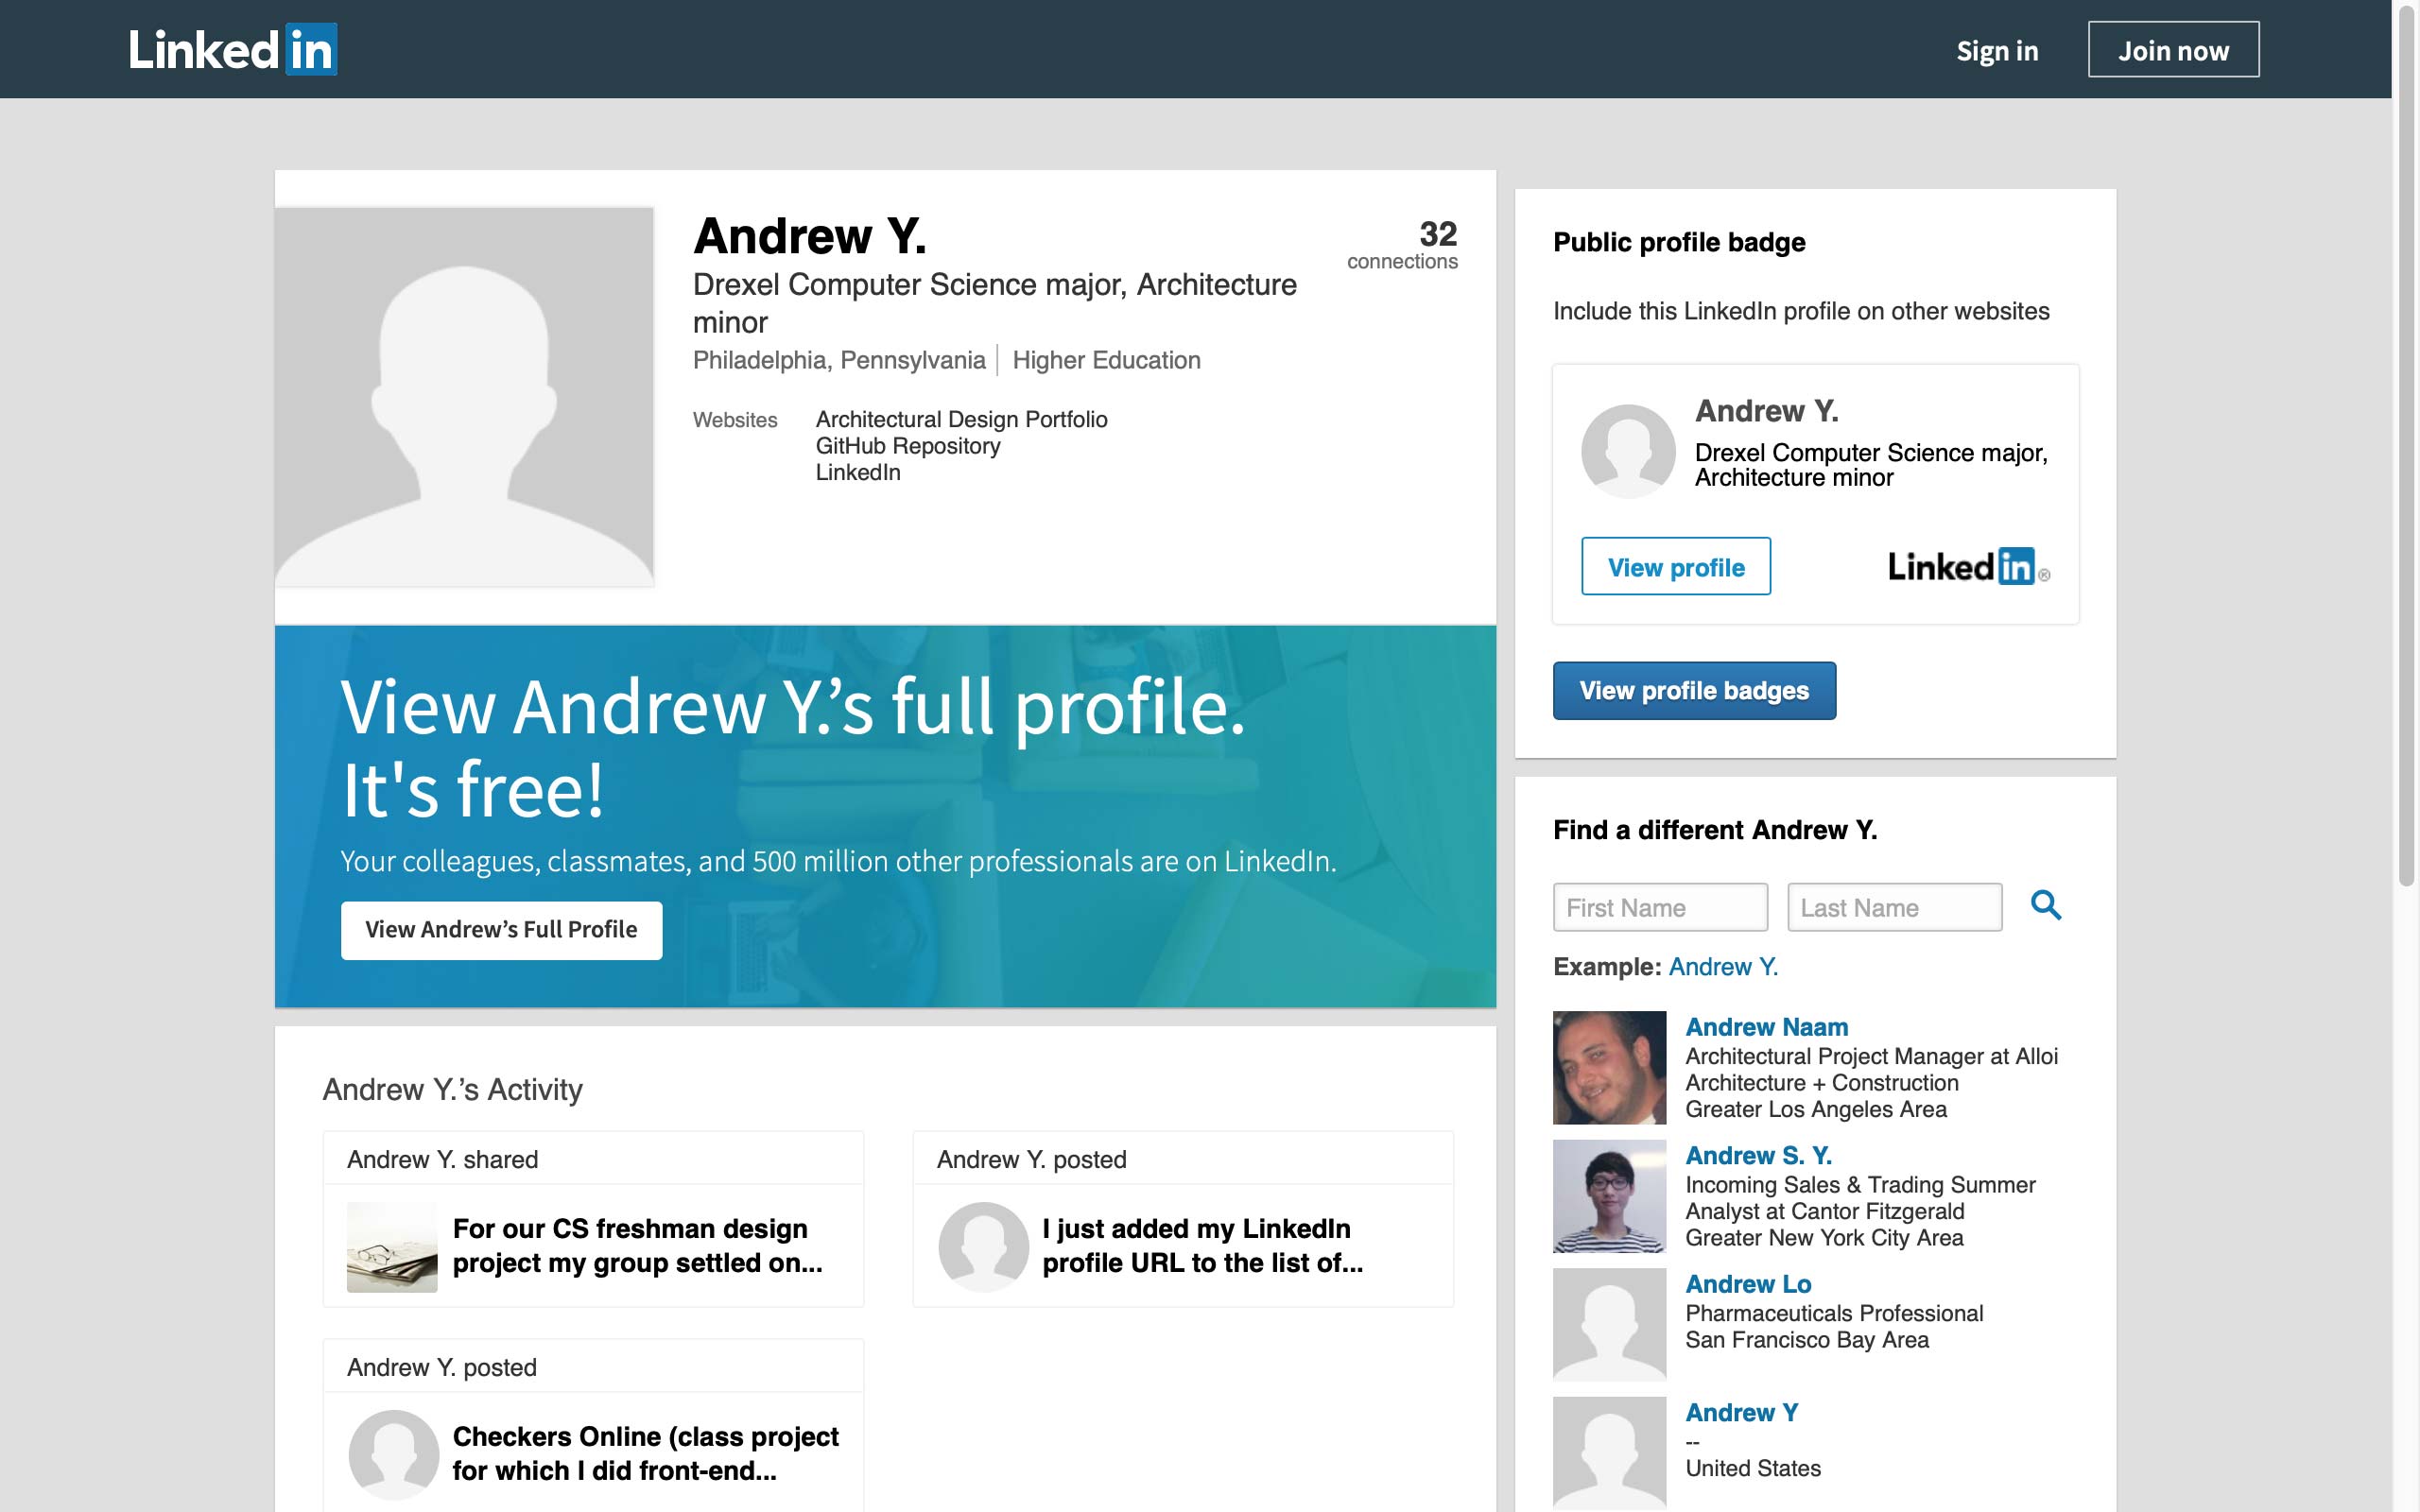 Linked in
Sign in
Join now
Andrew Y.
32
connections
Drexel Computer Science major, Architecture
minor
Philadelphia, Pennsylvania | Higher Education
Websites
Architectural Design Portfolio
GitHub Repository
LinkedIn
View Andrew Y.’s full profile.
It's free!
Your colleagues, classmates, and 500 million other professionals are on LinkedIn.
View Andrew’s Full Profile
Andrew Y.’s Activity
Andrew Y. shared
For our CS freshman design
project my group settled on...
Andrew Y. posted
I just added my LinkedIn
profile URL to the list of...
Andrew Y. posted
Checkers Online (class project
for which I did front-end...
Public profile badge
Include this LinkedIn profile on other websites
Andrew Y.
Drexel Computer Science major,
Architecture minor
View profile
Linked in ®
View profile badges
Find a different Andrew Y.
First Name
Last Name
Example: Andrew Y.
Andrew Naam
Architectural Project Manager at Alloi
Architecture + Construction
Greater Los Angeles Area
Andrew S. Y.
Incoming Sales & Trading Summer
Analyst at Cantor Fitzgerald
Greater New York City Area
Andrew Lo
Pharmaceuticals Professional
San Francisco Bay Area
Andrew Y
--
United States